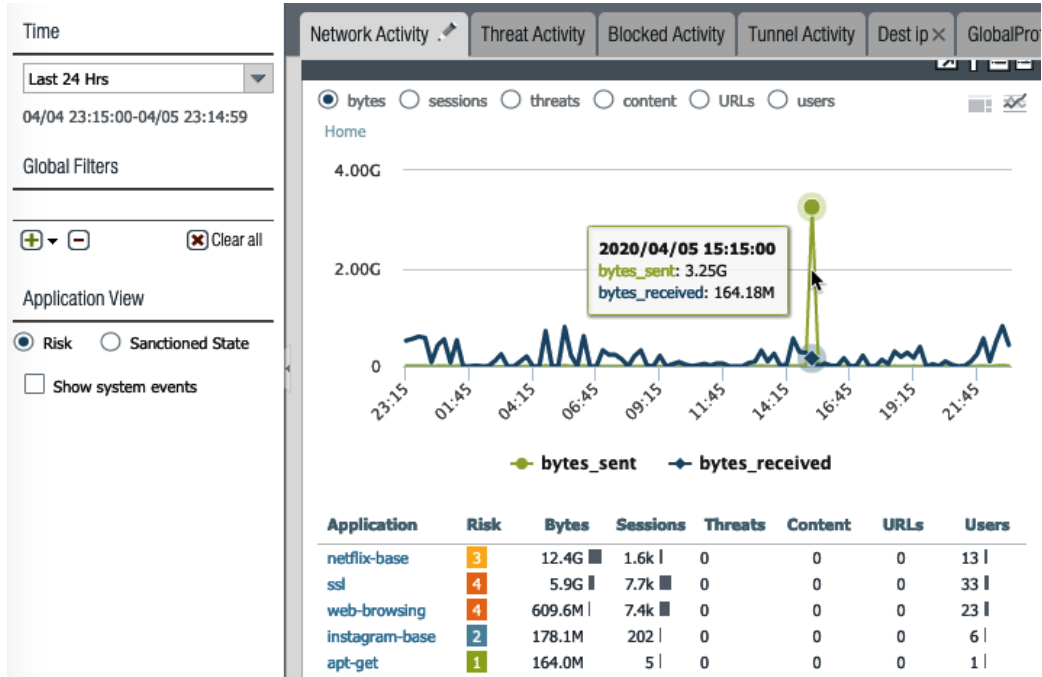 Time
Last 24 Hrs
04/04 23:15:00-04/05 23:14:59
Global Filters
Clear all
Application View
Risk Sanctioned State
Show system events
Network Activity Threat Activity Blocked Activity Tunnel Activity Dest ip GlobalPro
bytes sessions threats content URLs users
Home
4.00G
2.00G
0
2020/04/05 15:15:00
bytes_sent: 3.25G
bytes_received: 164.18M
23:15 01:45 04:15 06:45 09:15 11:45 14:15 16:45 19:15 21:45
bytes_sent bytes_received
Application Risk Bytes Sessions Threats Content URLs Users
netflix-base 3 12.4G 1.6k 0 0 0 13
ssl 4 5.9G 7.7k 0 0 0 33
web-browsing 4 609.6M 7.4k 0 0 0 23
instagram-base 2 178.1M 202 0 0 0 6
apt-get 1 164.0M 5 0 0 0 1